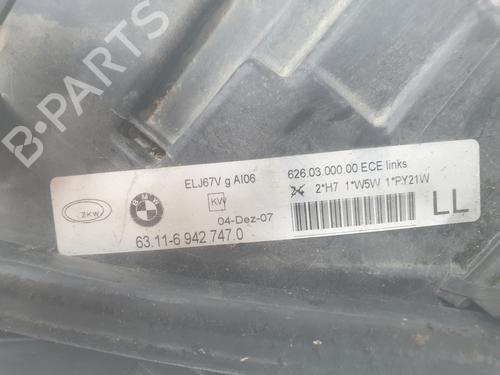 B-PARTS
ZKW
BMW
ELJ67V g AI06
KW
04-Dez-07
63.11-6 942 747.0
626.03.000.00 ECE links
2*H7 1*W5W 1*PY21W
LL